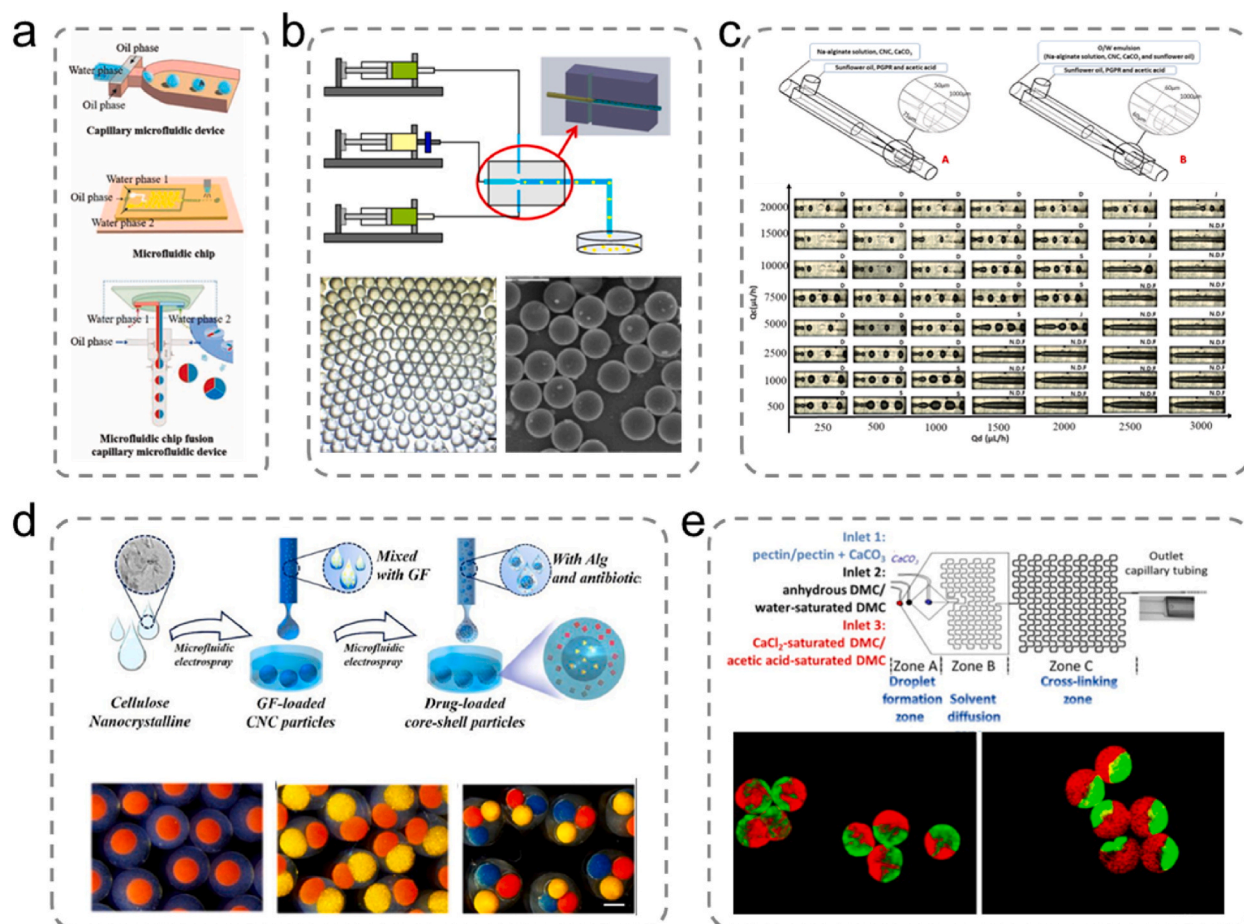 a
Oil phase
Water phase
Oil phase
Capillary microfluidic device
Water phase 1
Oil phase
Water phase 2
Microfluidic chip
Water phase 1
Water phase 2
Oil phase
Microfluidic chip fusion
capillary microfluidic device
b
c
Na-alginate solution, CNC, CaCO₃
Sunflower oil, PGPR and acetic acid
50µm
1000µm
75µm
A
O/W emulsion
(Na-alginate solution, CNC, CaCO₃ and sunflower oil)
Sunflower oil, PGPR and acetic acid
60µm
1000µm
60µm
B
Qc(µL/h)
20000 D D D D D J J
15000 D D D D D J N.D.F
10000 D D D D S J N.D.F
7500 D D D D S N.D.F N.D.F
5000 D D D S J N.D.F N.D.F
2500 D D D N.D.F N.D.F N.D.F N.D.F
1000 D D S N.D.F N.D.F N.D.F N.D.F
500 D S S N.D.F N.D.F N.D.F N.D.F
250 500 1000 1500 2000 2500 3000
Qd (µL/h)
d
Mixed
with GF
With Alg
and antibiotic
Microfluidic
electrospray
Microfluidic
electrospray
Cellulose
Nanocrystalline
GF-loaded
CNC particles
Drug-loaded
core-shell particles
e
Inlet 1:
pectin/pectin + CaCO₃
CaCO₃
Inlet 2:
anhydrous DMC/
water-saturated DMC
Inlet 3:
CaCl₂-saturated DMC/
acetic acid-saturated DMC
Outlet
capillary tubing
Zone A
Zone B
Zone C
Droplet
formation
zone
Solvent
diffusion
Cross-linking
zone